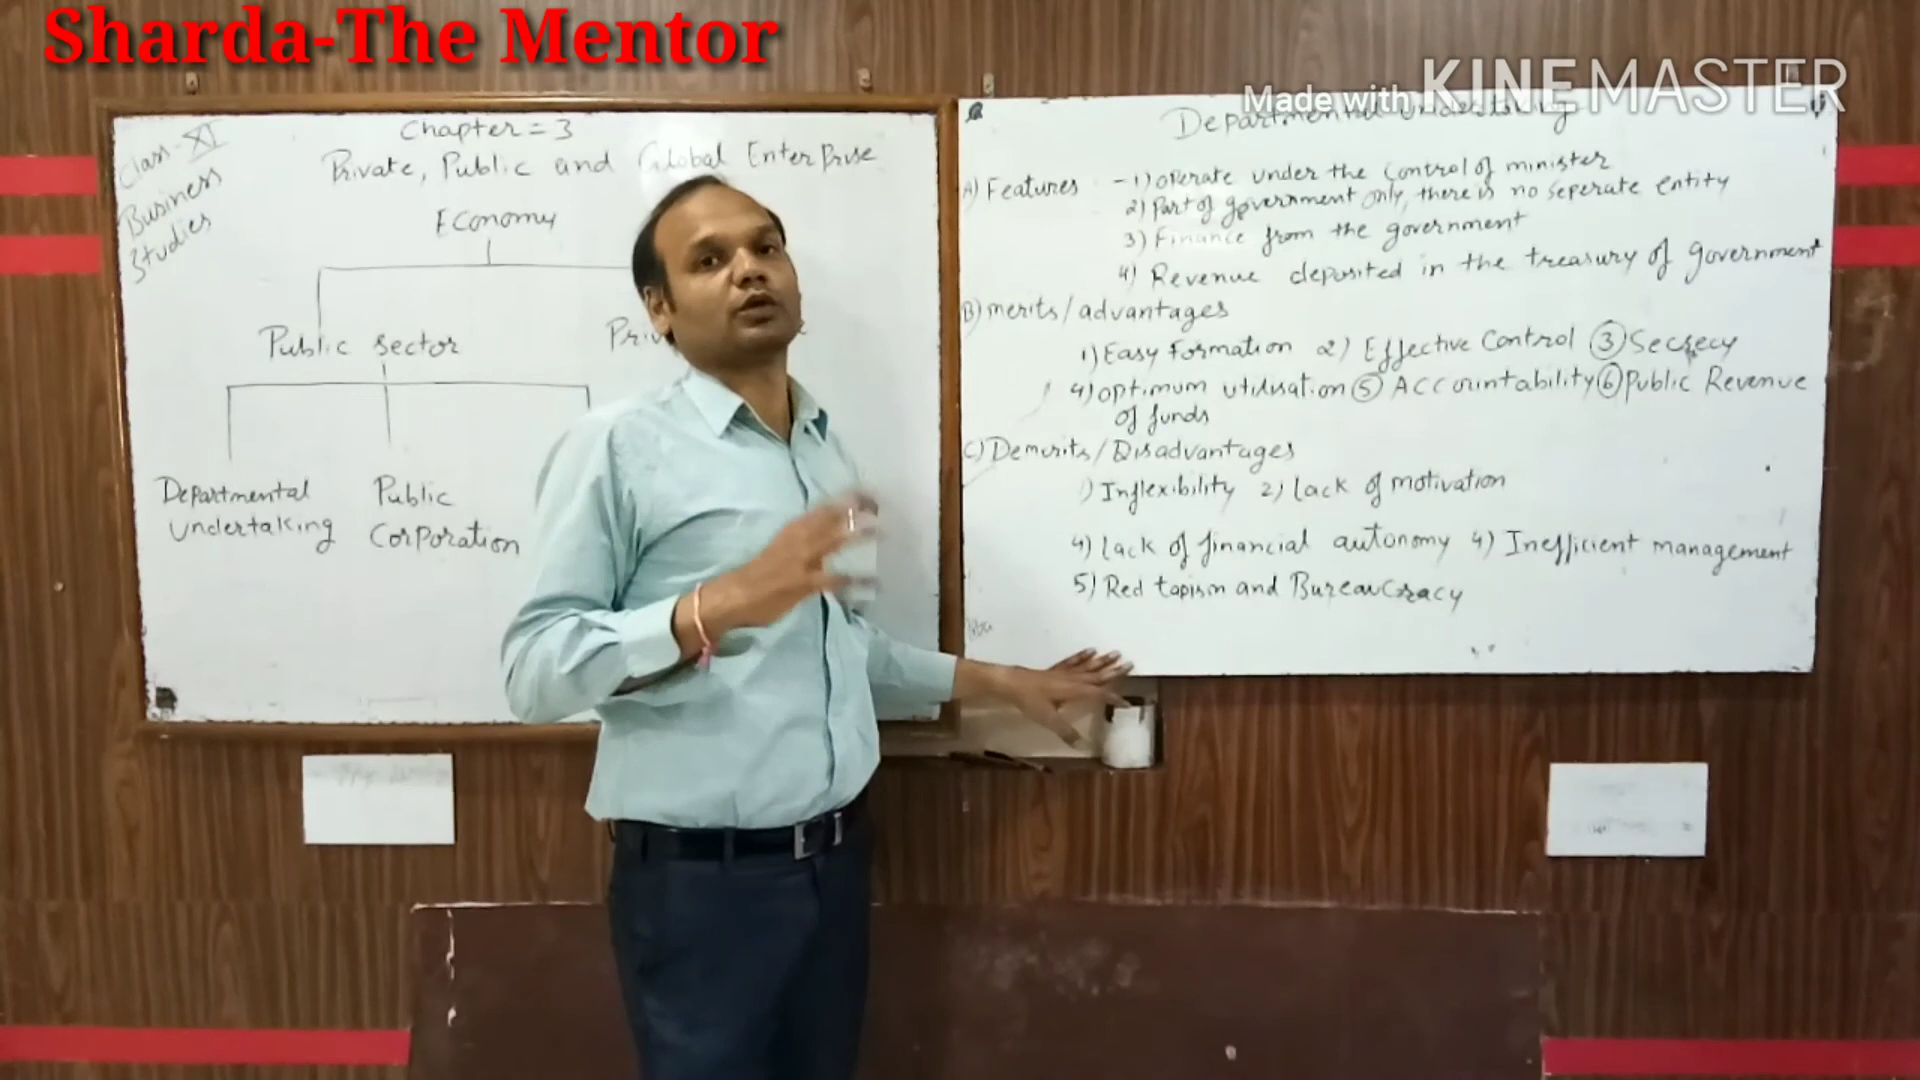 Sharda-The Mentor
Made with KINEMASTER
Class-XI
Business
Studies
Chapter = 3
Private, Public and Global Enterprise
Economy
Public sector
Priv
Departmental
undertaking
Public
Corporation
Departmental undertaking
A) Features - 1) operate under the control of minister
2) Part of government only, there is no seperate entity
3) Finance from the government
4) Revenue deposited in the treasury of government
B) merits/advantages
1) Easy Formation 2) Effective Control ③ Secrecy
4) optimum utilisation ⑤ Accountability ⑥ Public Revenue
of funds
C) Demerits/Disadvantages
1) Inflexibility 2) lack of motivation
4) lack of financial autonomy 4) Inefficient management
5) Red tapism and Bureaucracy